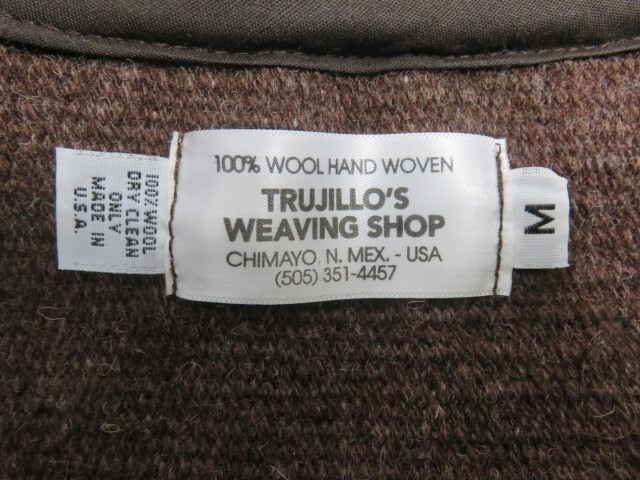 100% WOOL HAND WOVEN
TRUJILLO'S
WEAVING SHOP
CHIMAYO, N. MEX. - USA
(505) 351-4457
100% WOOL
DRY CLEAN
ONLY
MADE IN
U.S.A.
M